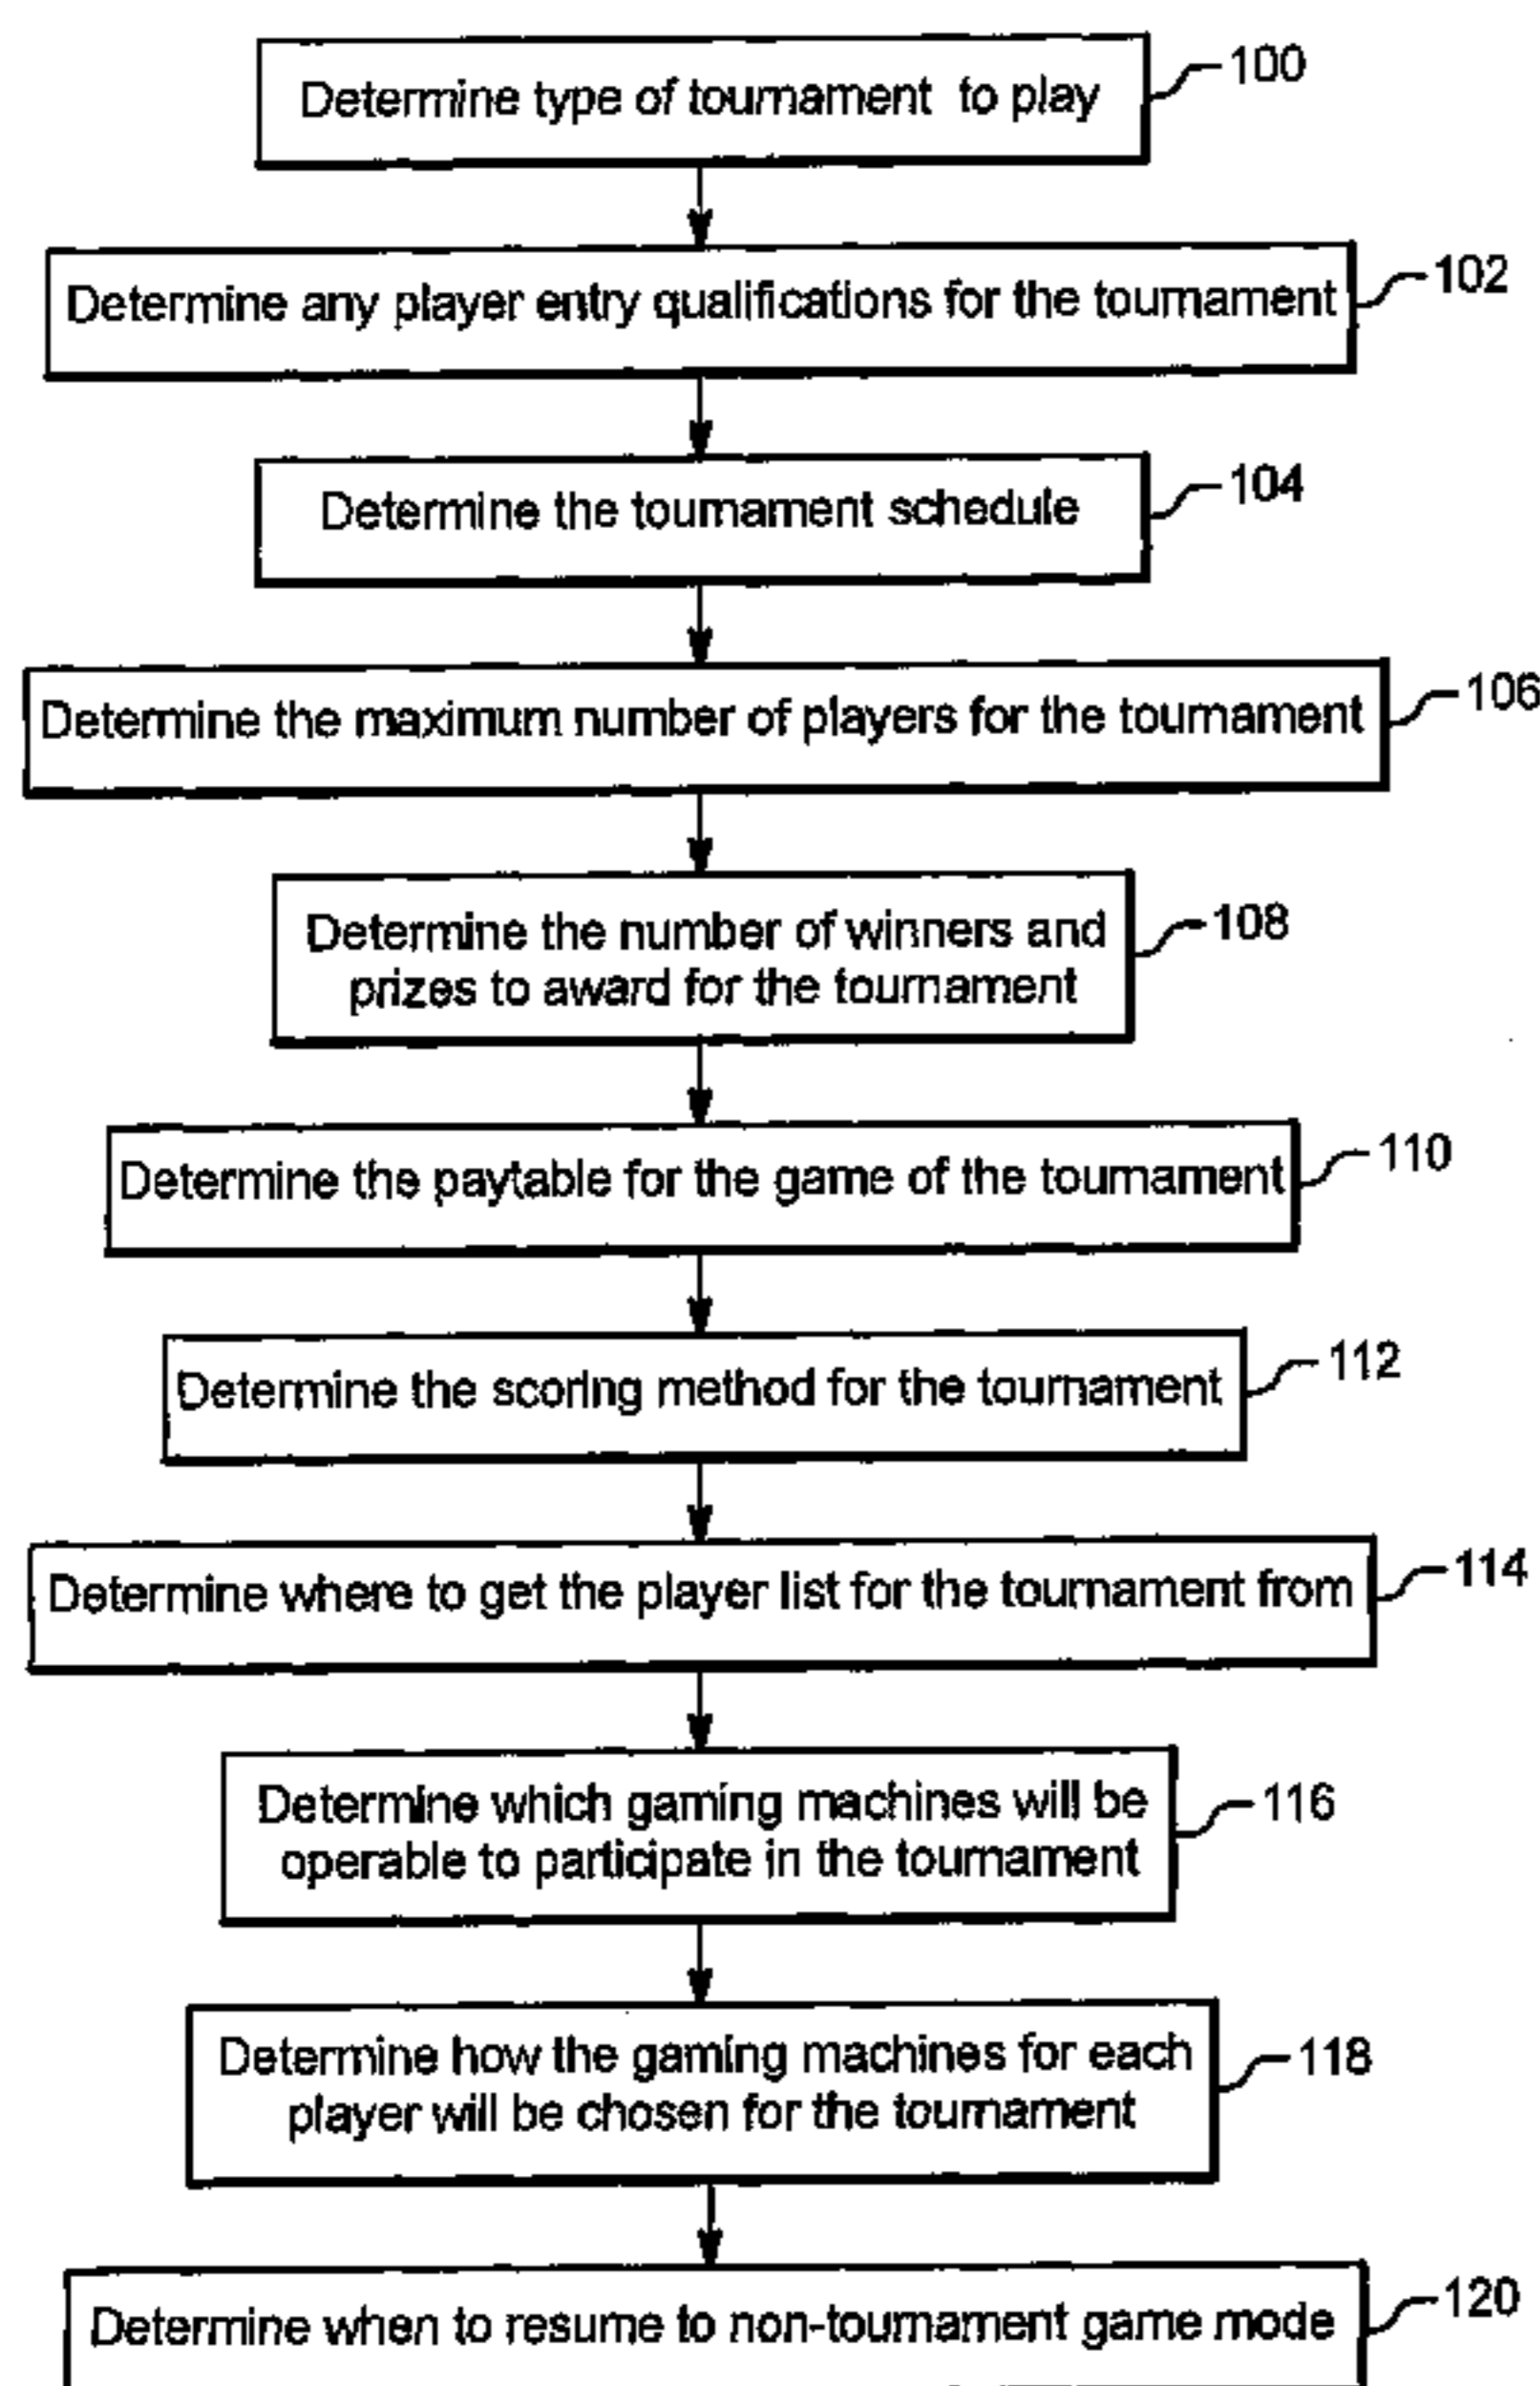 Determine type of tournament to play
100
Determine any player entry qualifications for the tournament
102
Determine the tournament schedule
104
Determine the maximum number of players for the tournament
106
Determine the number of winners and
prizes to award for the tournament
108
Determine the paytable for the game of the tournament
110
Determine the scoring method for the tournament
112
Determine where to get the player list for the tournament from
114
Determine which gaming machines will be
operable to participate in the tournament
116
Determine how the gaming machines for each
player will be chosen for the tournament
118
Determine when to resume to non-tournament game mode
120